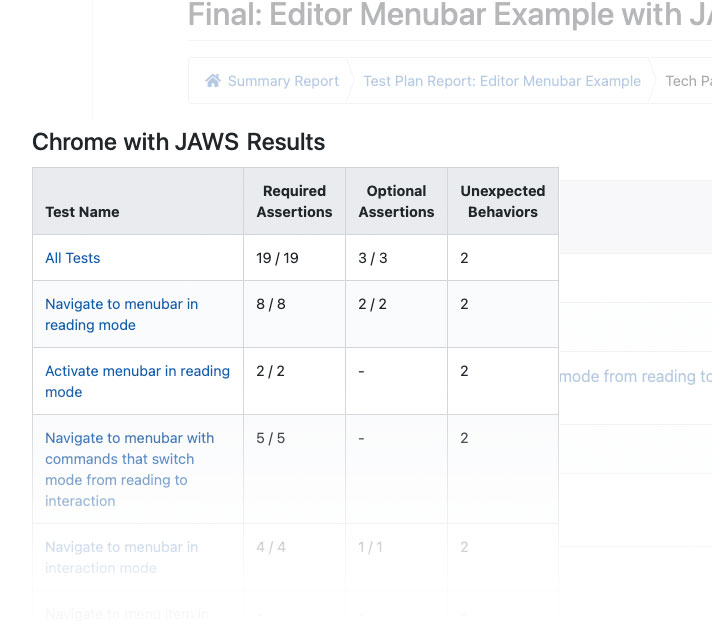 Final: Editor Menubar Example with JA
Summary Report
Test Plan Report: Editor Menubar Example
Tech Pa
Chrome with JAWS Results
Test Name
Required Assertions
Optional Assertions
Unexpected Behaviors
All Tests
19 / 19
3 / 3
2
Navigate to menubar in
reading mode
8 / 8
2 / 2
2
Activate menubar in reading
mode
2 / 2
-
2
mode from reading to
Navigate to menubar with
commands that switch
mode from reading to
interaction
5 / 5
-
2
Navigate to menubar in
interaction mode
4 / 4
1 / 1
2
Navigate to menu item in
-
-
-